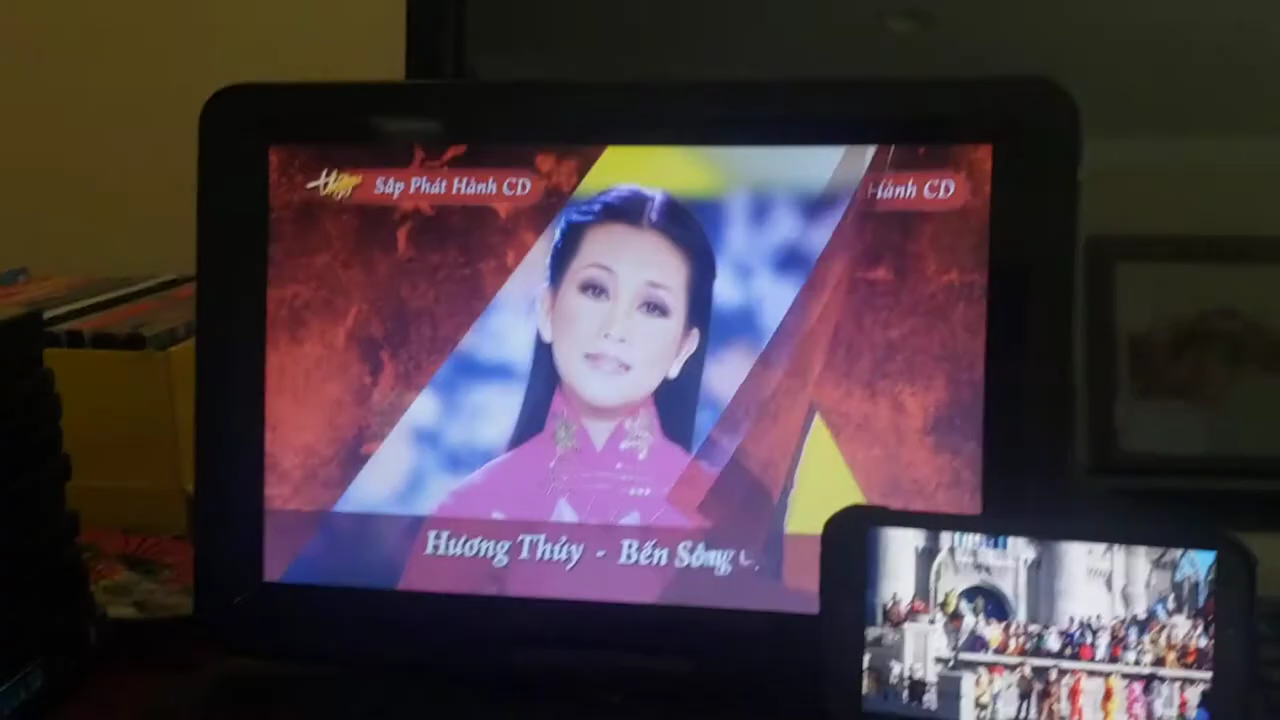 Sắp Phát Hành CD
Hành CD
Hương Thủy - Bến Sông